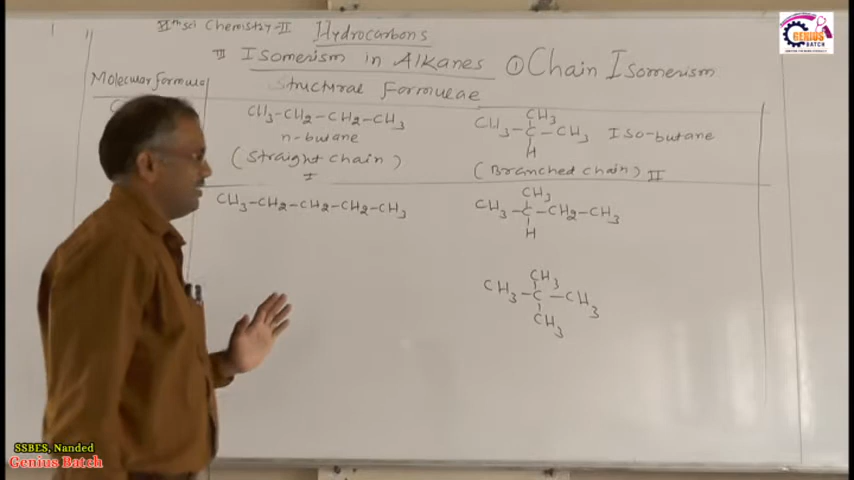 XIth sci Chemistry-II Hydrocarbons
III Isomerism in Alkanes ① Chain Isomerism
Molecular formula Structural Formulae
CH3-CH2-CH2-CH3
n-butane
(Straight chain)
I
CH3
CH3-C-CH3 Iso-butane
H
(Branched chain) II
CH3-CH2-CH2-CH2-CH3
CH3
CH3-C-CH2-CH3
H
CH3
CH3-C-CH3
CH3
GENIUS
BATCH
SSBES, Nanded
Genius Batch